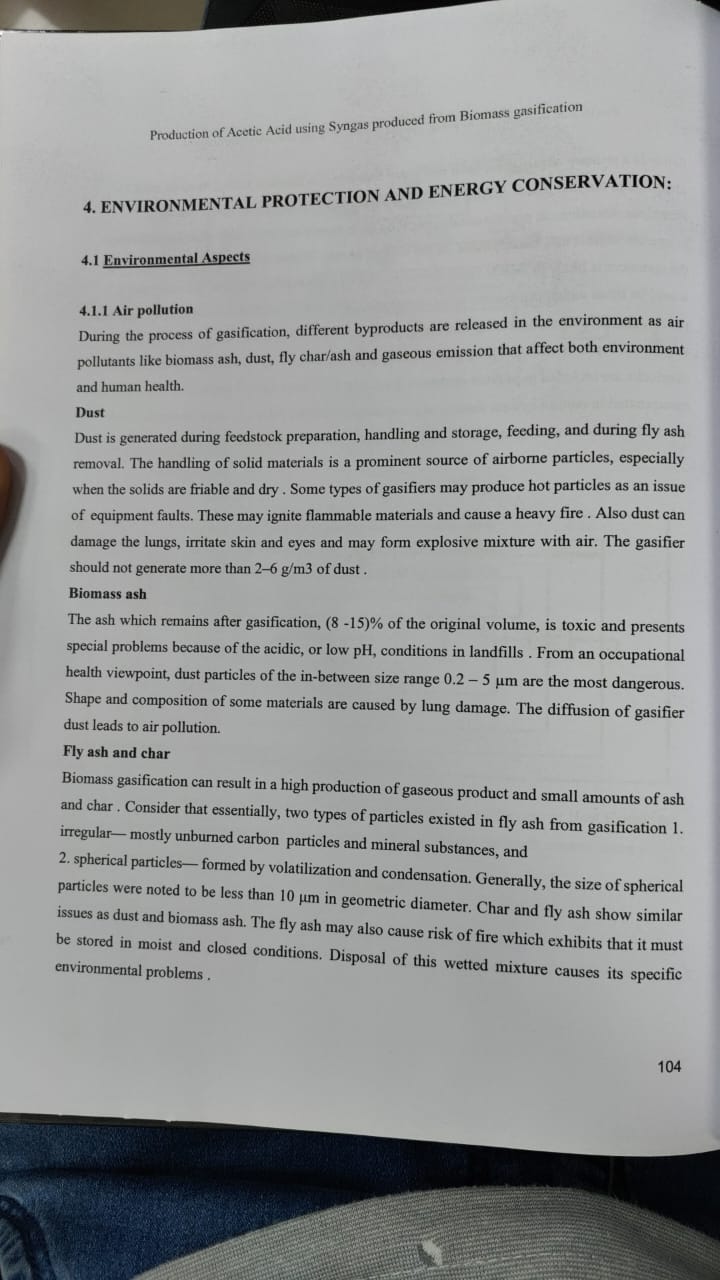 Production of Acetic Acid using Syngas produced from Biomass gasification
4. ENVIRONMENTAL PROTECTION AND ENERGY CONSERVATION:
4.1 Environmental Aspects
4.1.1 Air pollution
During the process of gasification, different byproducts are released in the environment as air
pollutants like biomass ash, dust, fly char/ash and gaseous emission that affect both environment
and human health.
Dust
Dust is generated during feedstock preparation, handling and storage, feeding, and during fly ash
removal. The handling of solid materials is a prominent source of airborne particles, especially
when the solids are friable and dry . Some types of gasifiers may produce hot particles as an issue
of equipment faults. These may ignite flammable materials and cause a heavy fire . Also dust can
damage the lungs, irritate skin and eyes and may form explosive mixture with air. The gasifier
should not generate more than 2–6 g/m3 of dust .
Biomass ash
The ash which remains after gasification, (8 -15)% of the original volume, is toxic and presents
special problems because of the acidic, or low pH, conditions in landfills . From an occupational
health viewpoint, dust particles of the in-between size range 0.2 – 5 μm are the most dangerous.
Shape and composition of some materials are caused by lung damage. The diffusion of gasifier
dust leads to air pollution.
Fly ash and char
Biomass gasification can result in a high production of gaseous product and small amounts of ash
and char . Consider that essentially, two types of particles existed in fly ash from gasification 1.
irregular— mostly unburned carbon particles and mineral substances, and
2. spherical particles— formed by volatilization and condensation. Generally, the size of spherical
particles were noted to be less than 10 μm in geometric diameter. Char and fly ash show similar
issues as dust and biomass ash. The fly ash may also cause risk of fire which exhibits that it must
be stored in moist and closed conditions. Disposal of this wetted mixture causes its specific
environmental problems .
104